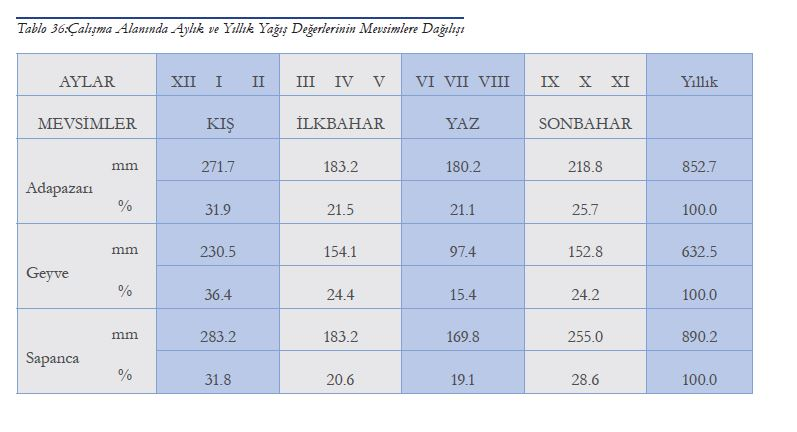 Tablo 36:Çalışma Alanında Aylık ve Yıllık Yağış Değerlerinin Mevsimlere Dağılışı
AYLAR XII I II III IV V VI VII VIII IX X XI Yıllık
MEVSİMLER KIŞ İLKBAHAR YAZ SONBAHAR
Adapazarı
mm 271.7 183.2 180.2 218.8 852.7
% 31.9 21.5 21.1 25.7 100.0
Geyve
mm 230.5 154.1 97.4 152.8 632.5
% 36.4 24.4 15.4 24.2 100.0
Sapanca
mm 283.2 183.2 169.8 255.0 890.2
% 31.8 20.6 19.1 28.6 100.0